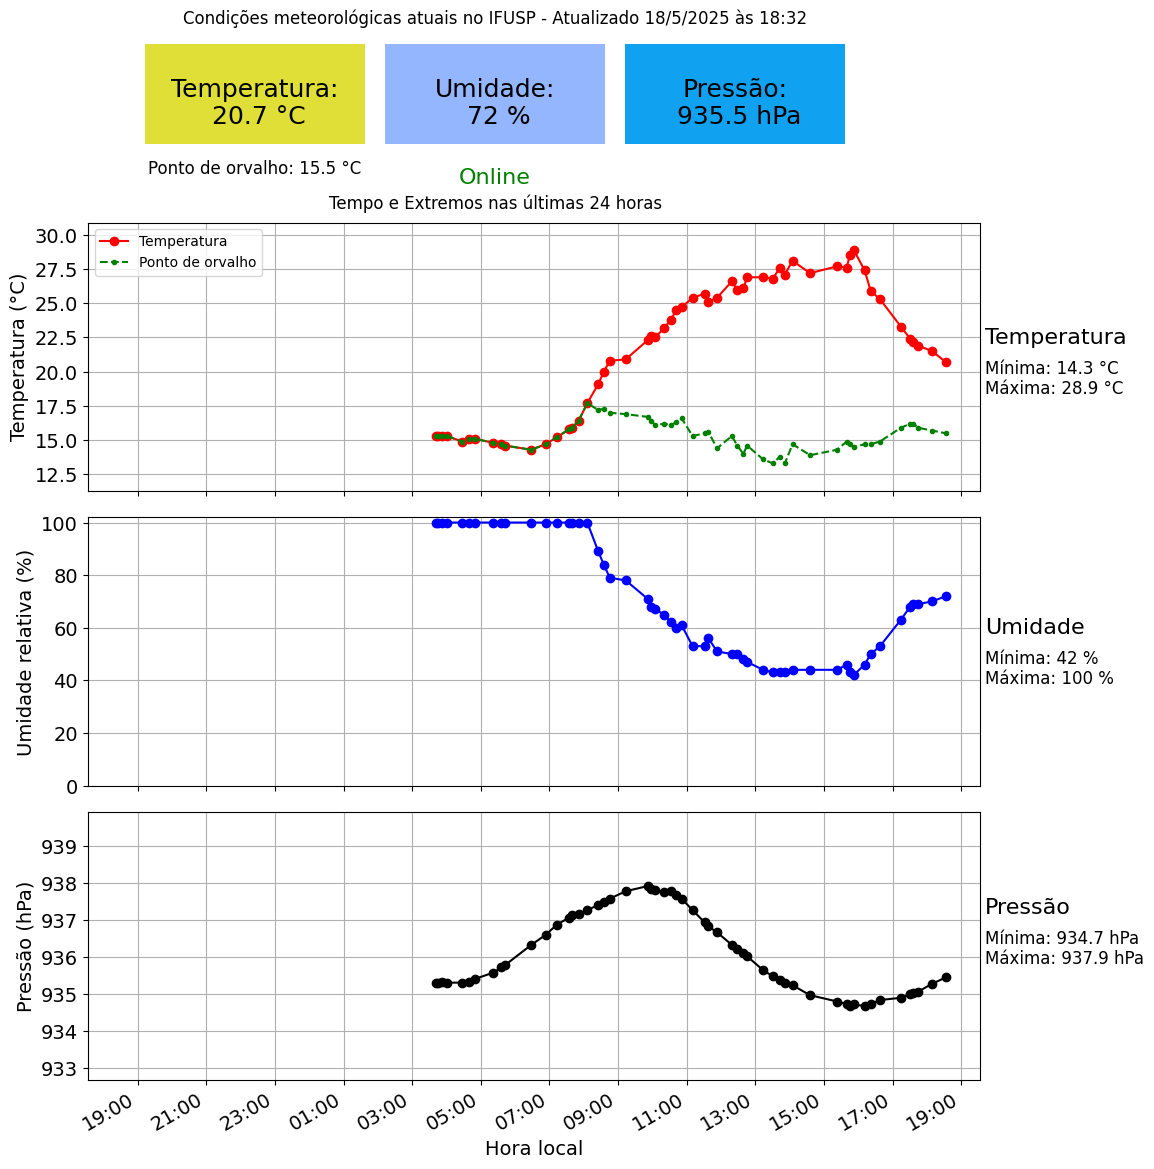 Condições meteorológicas atuais no IFUSP - Atualizado 18/5/2025 às 18:32
Temperatura:
20.7 °C
Umidade:
72 %
Pressão:
935.5 hPa
Ponto de orvalho: 15.5 °C
Online
Tempo e Extremos nas últimas 24 horas
Temperatura
Ponto de orvalho
Temperatura (°C)
30.0
27.5
25.0
22.5
20.0
17.5
15.0
12.5
Temperatura
Mínima: 14.3 °C
Máxima: 28.9 °C
Umidade relativa (%)
100
80
60
40
20
0
Umidade
Mínima: 42 %
Máxima: 100 %
Pressão (hPa)
939
938
937
936
935
934
933
Pressão
Mínima: 934.7 hPa
Máxima: 937.9 hPa
19:00 21:00 23:00 01:00 03:00 05:00 07:00 09:00 11:00 13:00 15:00 17:00 19:00
Hora local